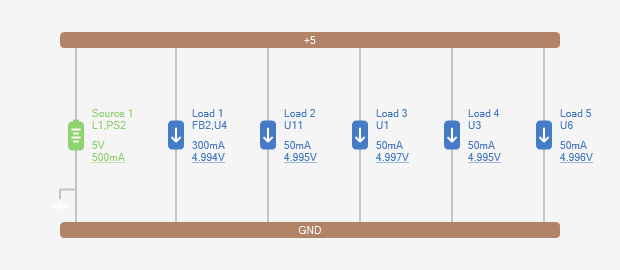 +5
Source 1
L1,PS2
5V
500mA
Load 1
FB2,U4
300mA
4.994V
Load 2
U11
50mA
4.995V
Load 3
U1
50mA
4.997V
Load 4
U3
50mA
4.995V
Load 5
U6
50mA
4.996V
GND